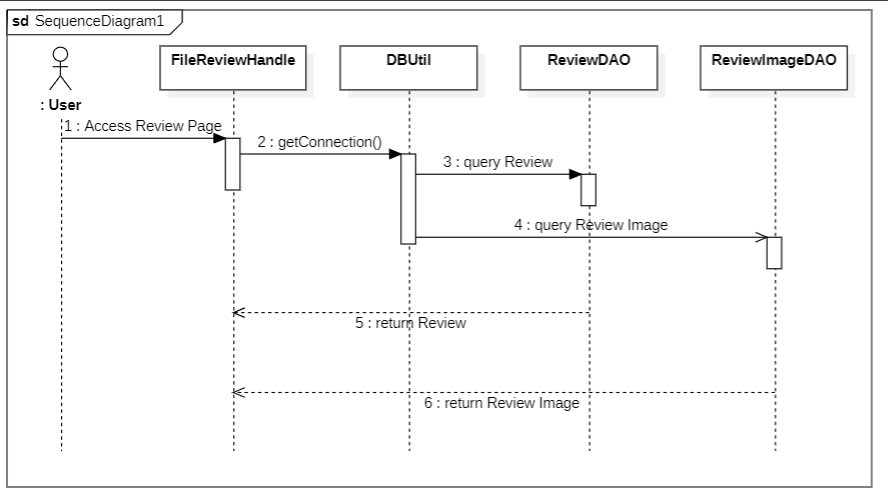 sd SequenceDiagram1
FileReviewHandle
DBUtil
ReviewDAO
ReviewImageDAO
: User
1 : Access Review Page
2 : getConnection()
3 : query Review
4 : query Review Image
5 : return Review
6 : return Review Image